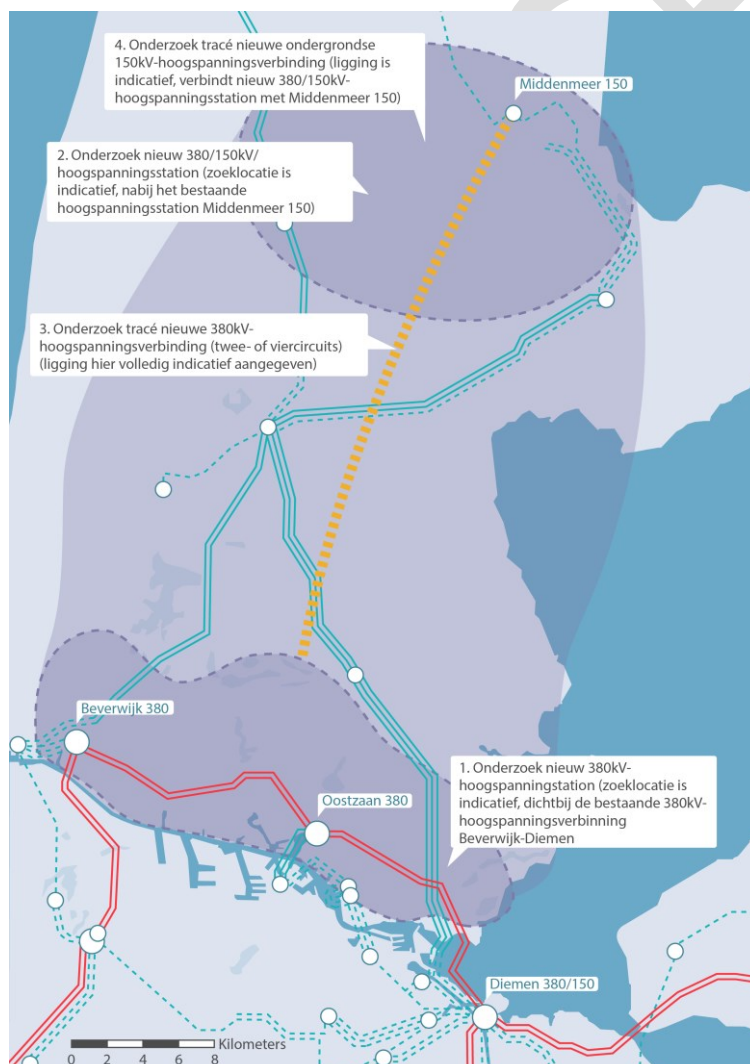 4. Onderzoek tracé nieuwe ondergrondse
150kV-hoogspanningsverbinding (ligging is
indicatief, verbindt nieuw 380/150kV-
hoogspanningsstation met Middenmeer 150)
Middenmeer 150
2. Onderzoek nieuw 380/150kV/
hoogspanningsstation (zoeklocatie is
indicatief, nabij het bestaande
hoogspanningsstation Middenmeer 150)
3. Onderzoek tracé nieuwe 380kV-
hoogspanningsverbinding (twee- of viercircuits)
(ligging hier volledig indicatief aangegeven)
Beverwijk 380
Oostzaan 380
1. Onderzoek nieuw 380kV-
hoogspanningstation (zoeklocatie is
indicatief, dichtbij de bestaande 380kV-
hoogspanningsverbinning
Beverwijk-Diemen
Diemen 380/150
Kilometers
0 2 4 6 8